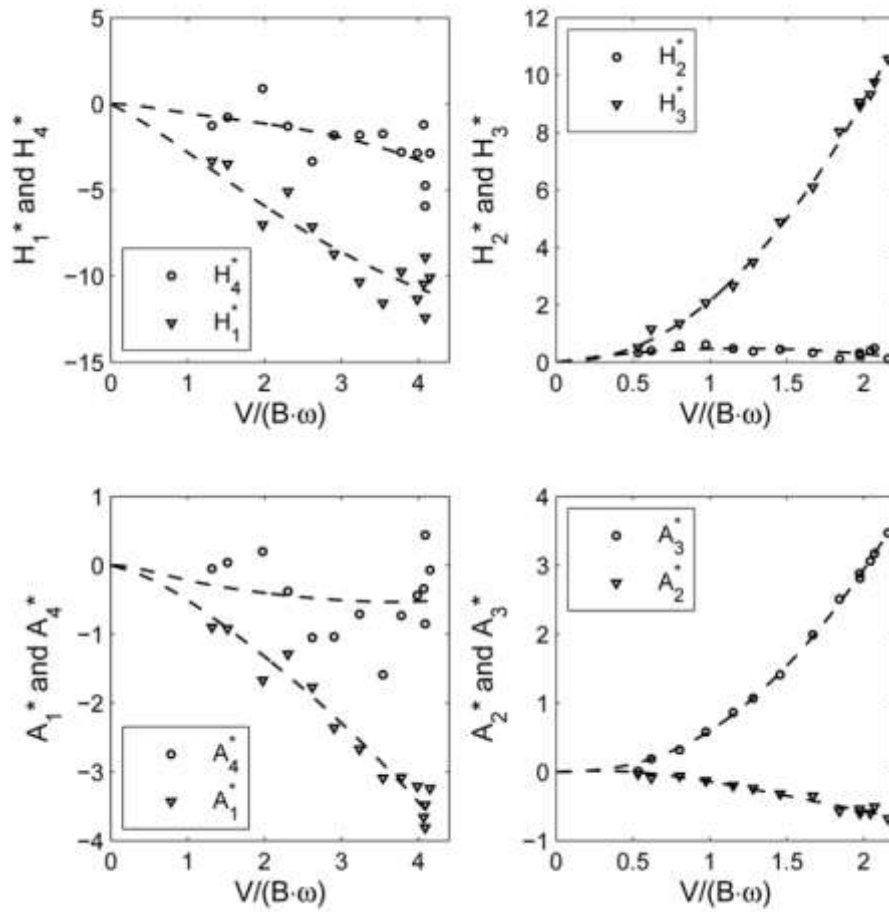 5
0
−5
−10
−15
0
1
2
3
4
H₁* and H₄*
V/(B·ω)
H₄*
H₁*
12
10
8
6
4
2
0
0
0.5
1
1.5
2
H₂* and H₃*
V/(B·ω)
H₂*
H₃*
1
0
−1
−2
−3
−4
0
1
2
3
4
A₁* and A₄*
V/(B·ω)
A₄*
A₁*
4
3
2
1
0
−1
0
0.5
1
1.5
2
A₂* and A₃*
V/(B·ω)
A₃*
A₂*